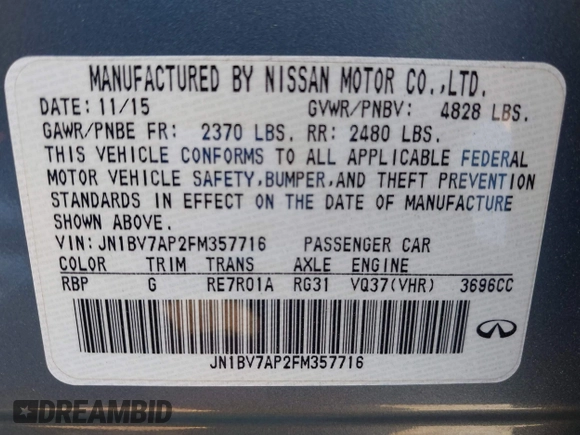 MANUFACTURED BY NISSAN MOTOR CO.,LTD.
DATE: 11/15 GVWR/PNBV: 4828 LBS.
GAWR/PNBE FR: 2370 LBS. RR: 2480 LBS.
THIS VEHICLE CONFORMS TO ALL APPLICABLE FEDERAL
MOTOR VEHICLE SAFETY,BUMPER,AND THEFT PREVENTION
STANDARDS IN EFFECT ON THE DATE OF MANUFACTURE
SHOWN ABOVE.
VIN: JN1BV7AP2FM357716 PASSENGER CAR
COLOR TRIM TRANS AXLE ENGINE
RBP G RE7R01A RG31 VQ37(VHR) 3696CC
JN1BV7AP2FM357716
INFINITI
DREAMBID